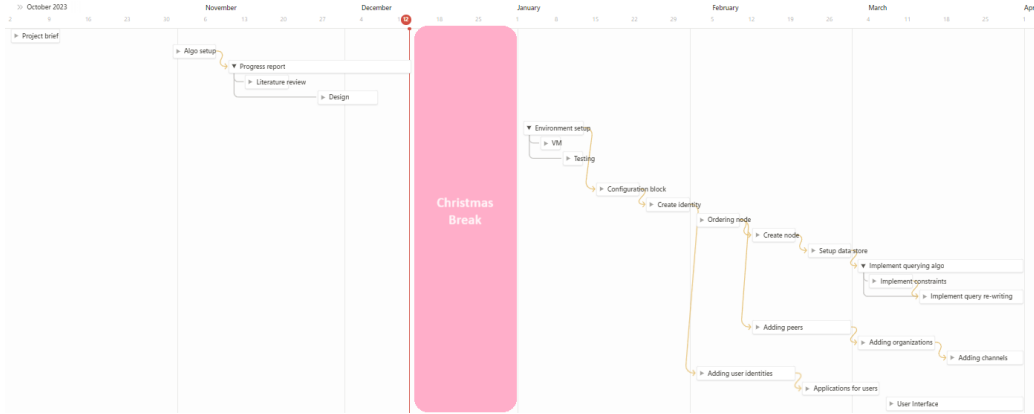 October 2023 November December January February March Apr
2 9 16 23 30 6 13 20 27 4 12 18 25 1 8 15 22 29 5 12 19 26 4 11 18 25 1
Project brief
Algo setup
Progress report
Literature review
Design
Environment setup
VM
Testing
Configuration block
Christmas
Break
Create identity
Ordering node
Create node
Setup data store
Implement querying algo
Implement constraints
Implement query re-writing
Adding peers
Adding organizations
Adding channels
Adding user identities
Applications for users
User Interface